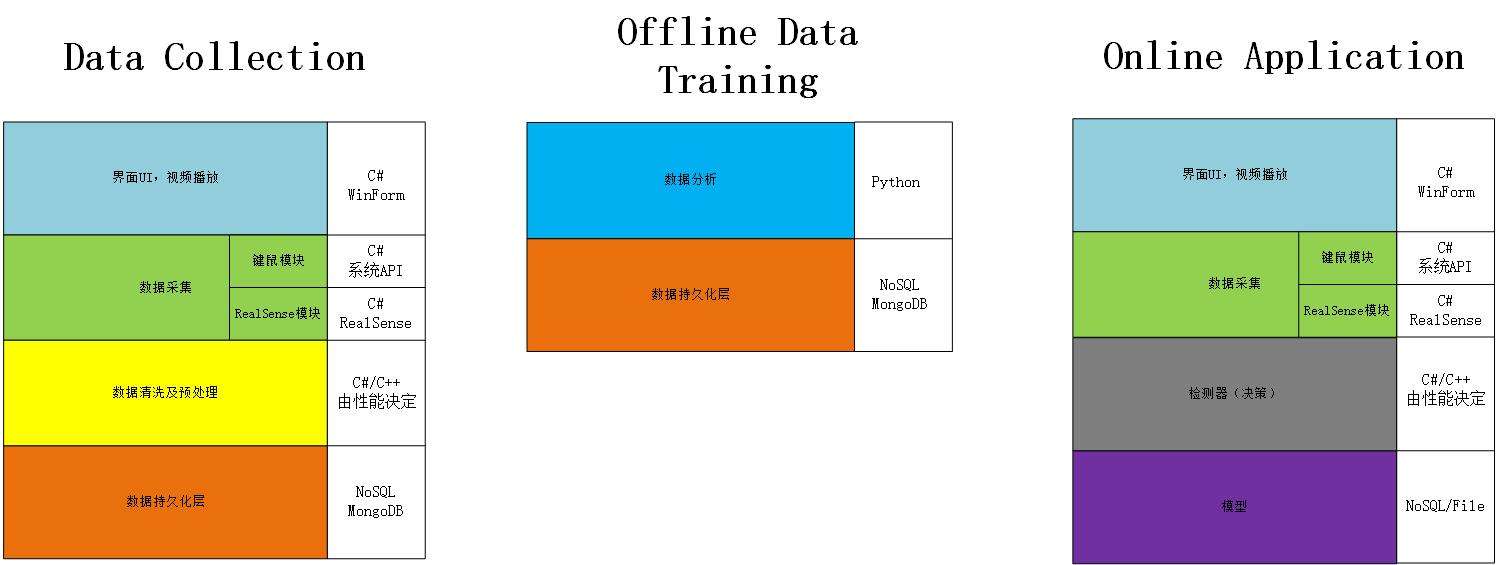 Data Collection
界面UI，视频播放
C#
WinForm
数据采集
键鼠模块
C#
系统API
RealSense模块
C#
RealSense
数据清洗及预处理
C#/C++
由性能决定
数据持久化层
NoSQL
MongoDB
Offline Data
Training
数据分析
Python
数据持久化层
NoSQL
MongoDB
Online Application
界面UI，视频播放
C#
WinForm
数据采集
键鼠模块
C#
系统API
RealSense模块
C#
RealSense
检测器（决策）
C#/C++
由性能决定
模型
NoSQL/File